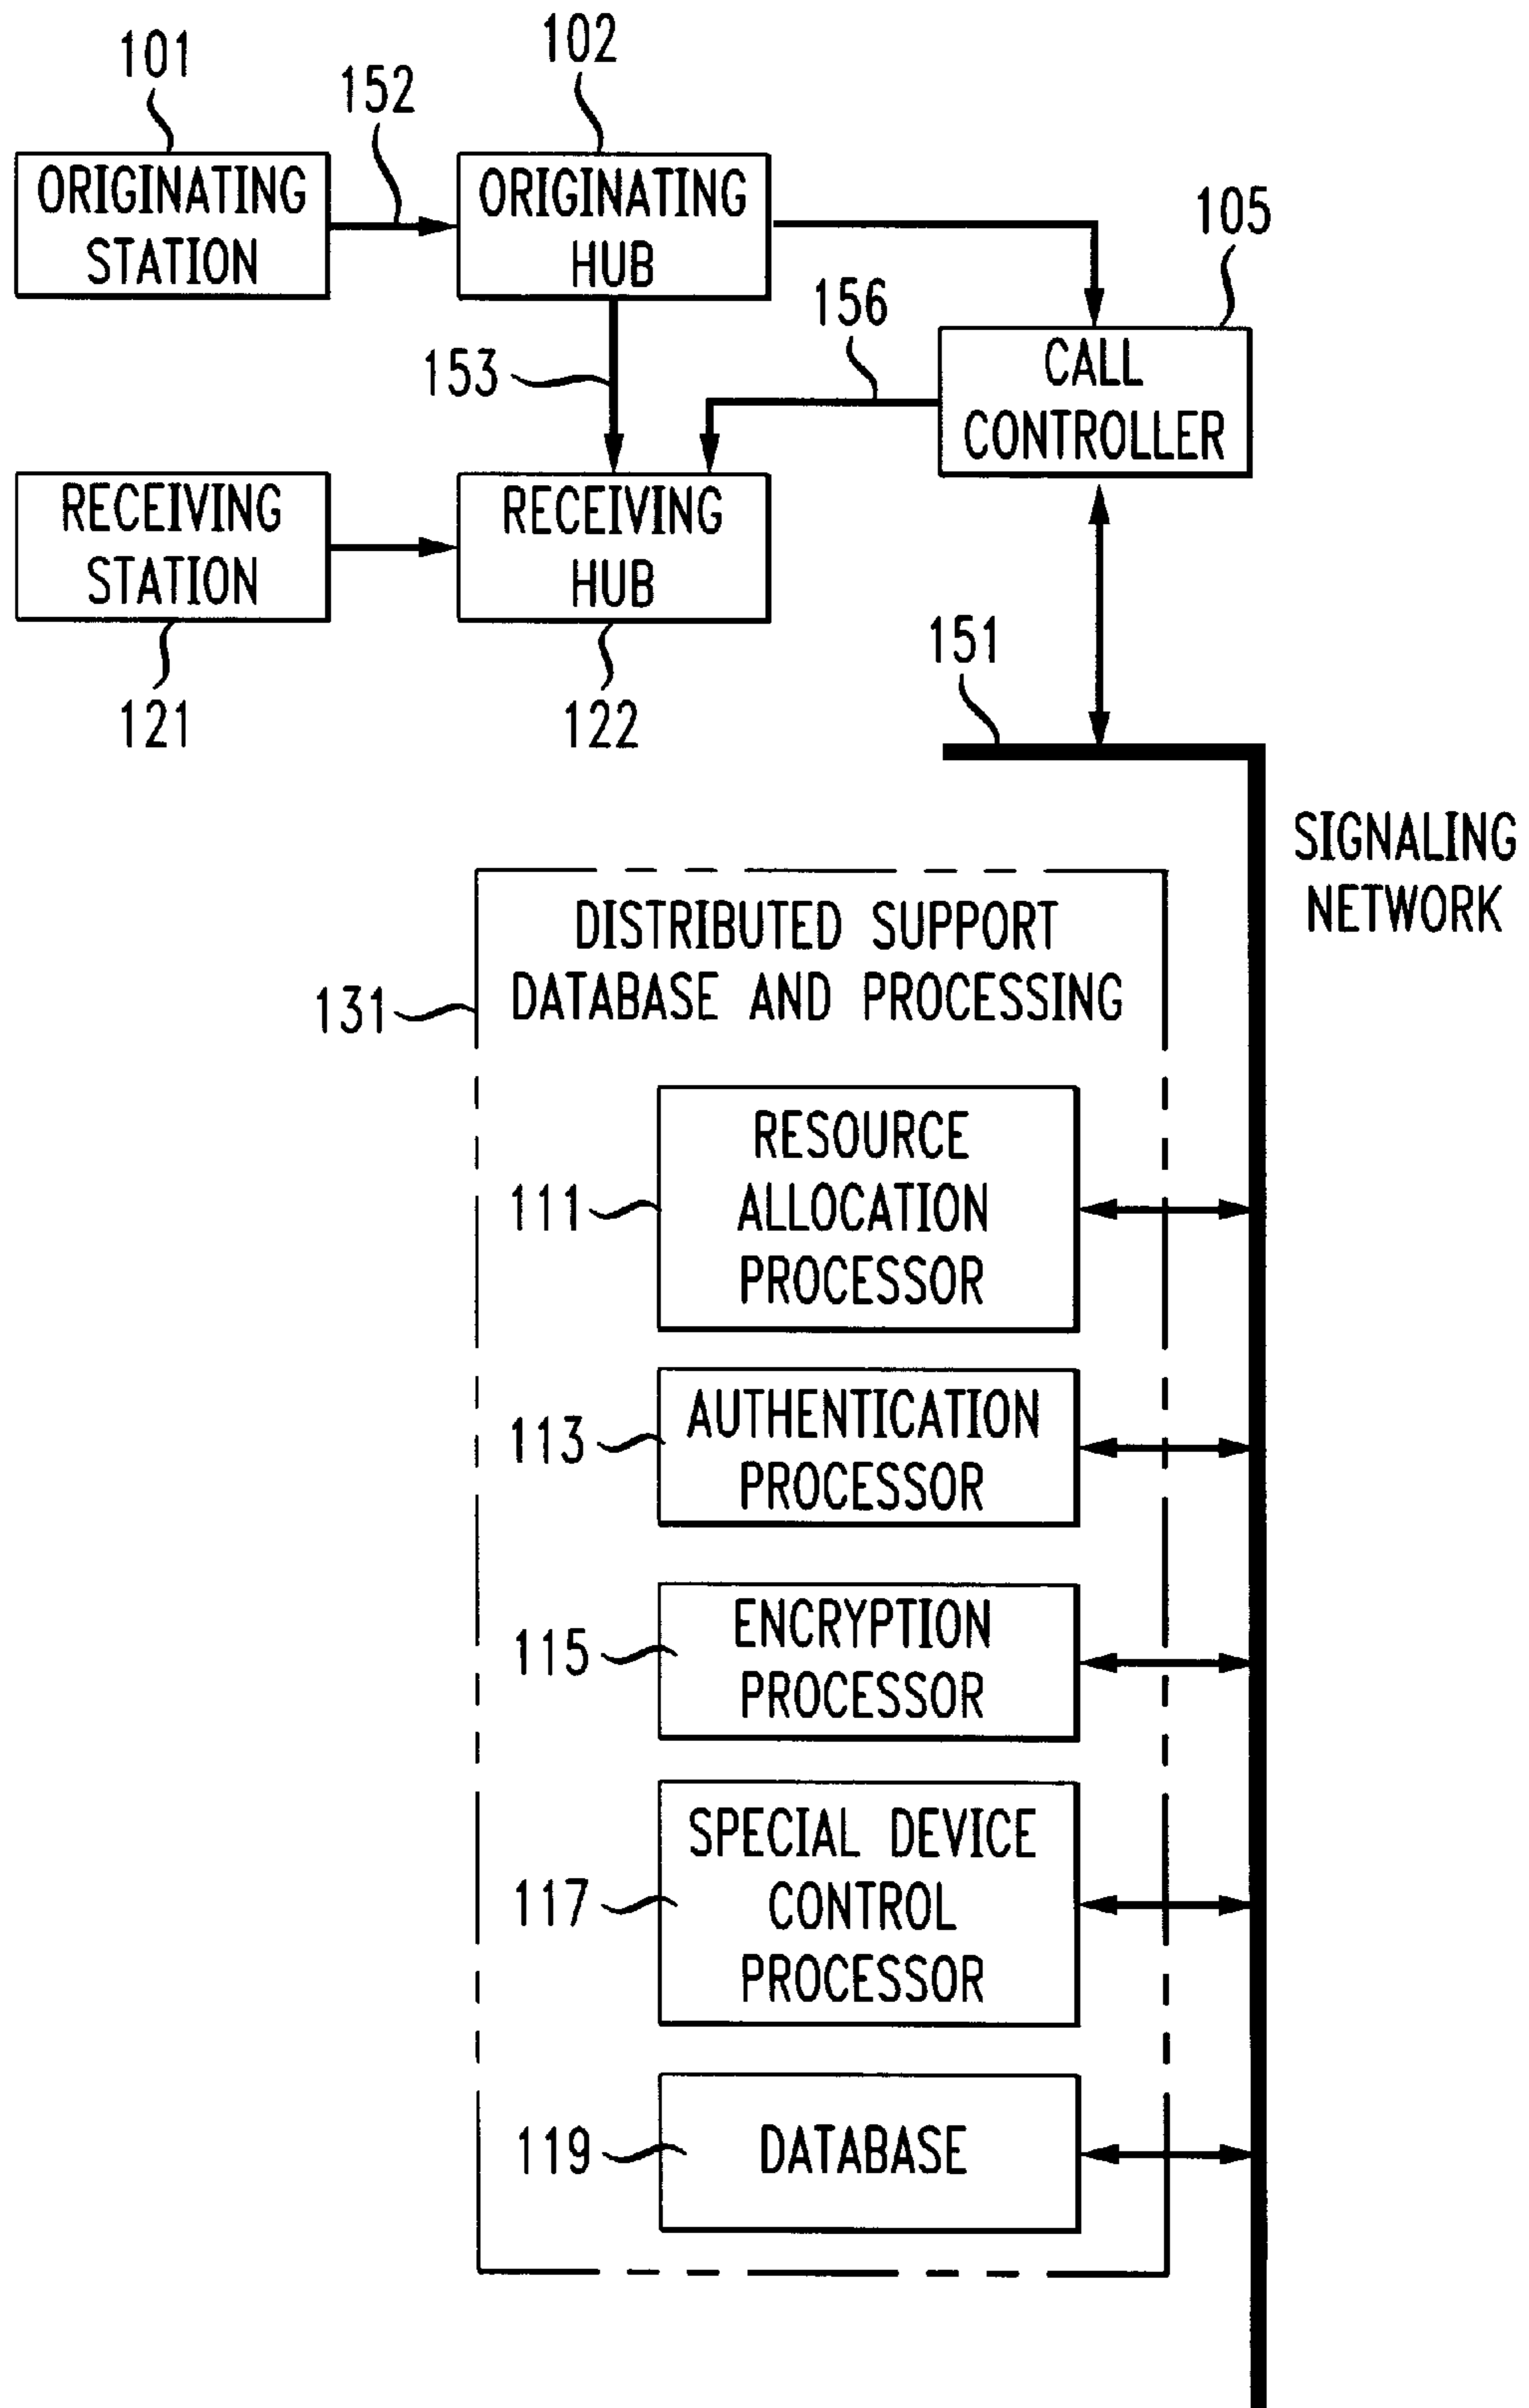 101
102
152
ORIGINATING
STATION
ORIGINATING
HUB
105
156
153
CALL
CONTROLLER
RECEIVING
STATION
RECEIVING
HUB
151
121
122
SIGNALING
NETWORK
DISTRIBUTED SUPPORT
DATABASE AND PROCESSING
131
RESOURCE
ALLOCATION
PROCESSOR
111
AUTHENTICATION
PROCESSOR
113
ENCRYPTION
PROCESSOR
115
SPECIAL DEVICE
CONTROL
PROCESSOR
117
DATABASE
119